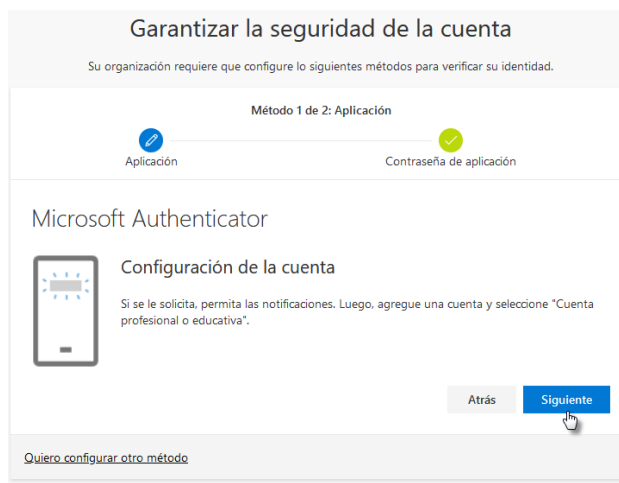 Garantizar la seguridad de la cuenta
Su organización requiere que configure lo siguientes métodos para verificar su identidad.
Método 1 de 2: Aplicación
Aplicación
Contraseña de aplicación
Microsoft Authenticator
Configuración de la cuenta
Si se le solicita, permita las notificaciones. Luego, agregue una cuenta y seleccione "Cuenta
profesional o educativa".
Atrás
Siguiente
Quiero configurar otro método